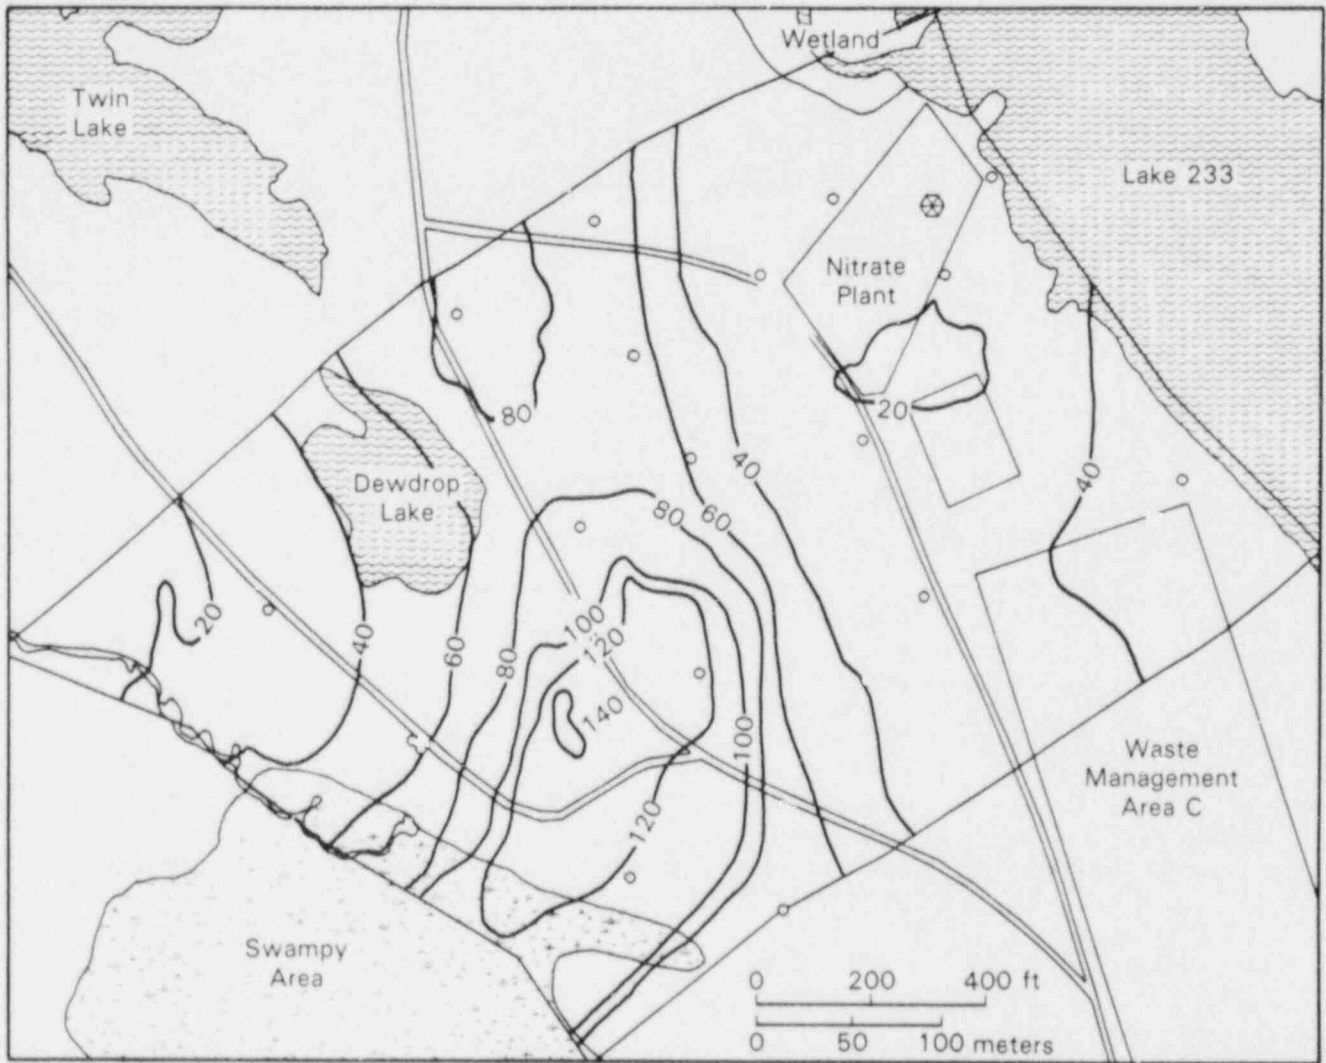 Wetland
Twin
Lake
Lake 233
Nitrate
Plant
80
20
40
40
Dewdrop
Lake
80
60
100
120
20
40
60
80
140
100
120
Waste
Management
Area C
Swampy
Area
0 200 400 ft
0 50 100 meters